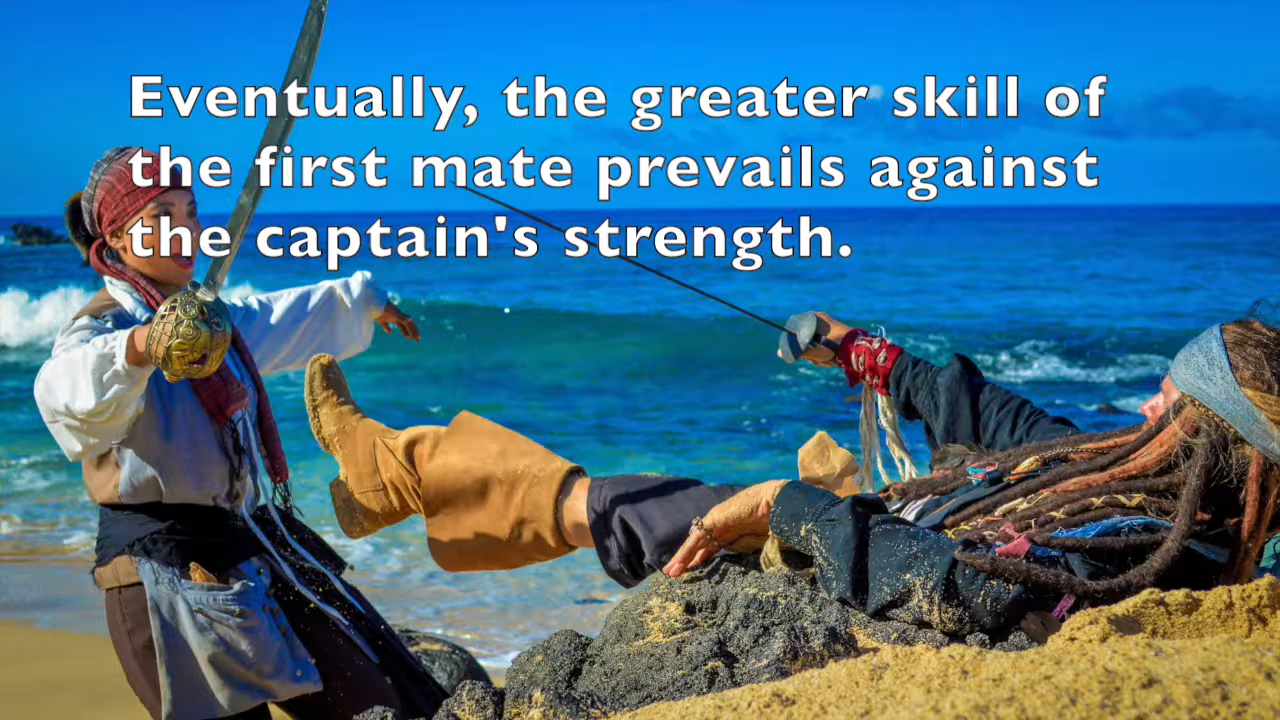 Eventually, the greater skill of
the first mate prevails against
the captain's strength.